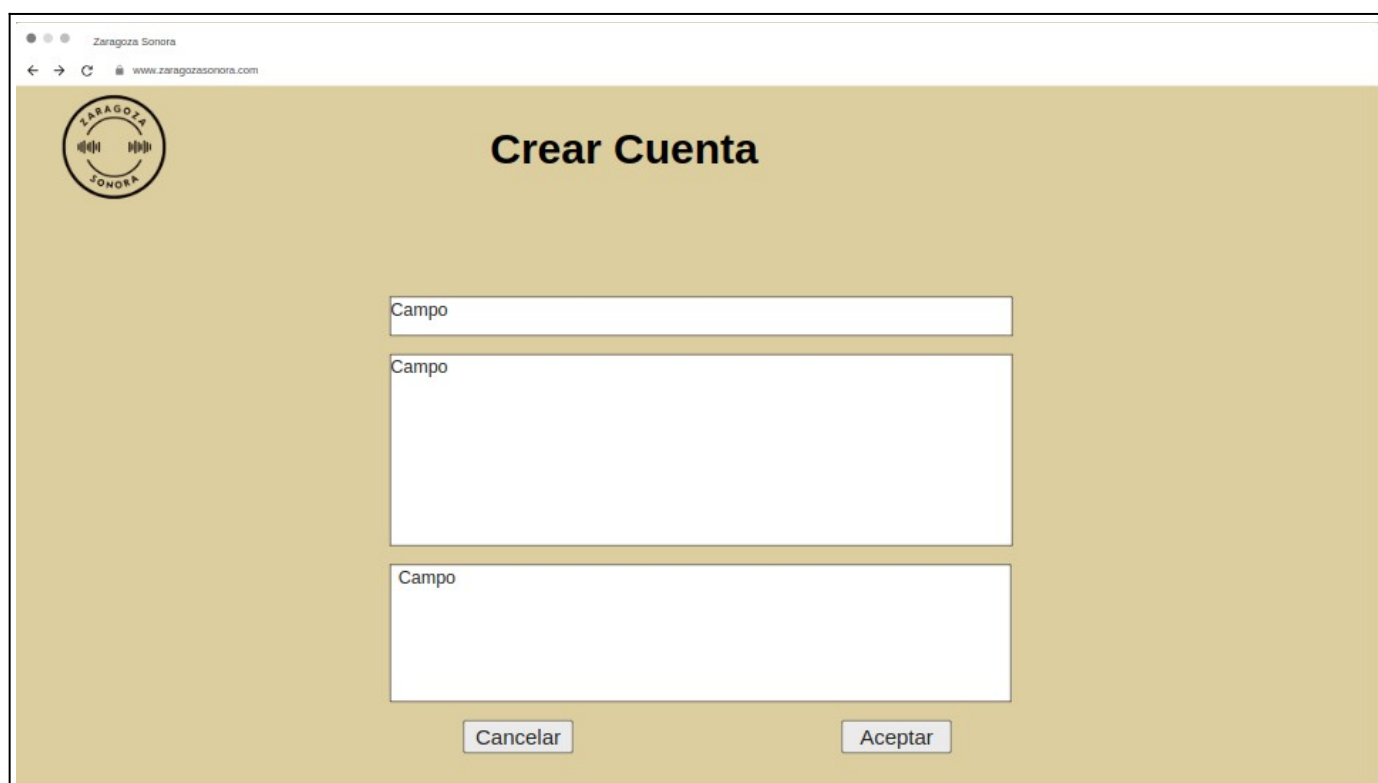 Zaragoza Sonora
www.zaragozasonora.com
ZARAGOZA
SONORA
Crear Cuenta
Campo
Campo
Campo
Cancelar
Aceptar